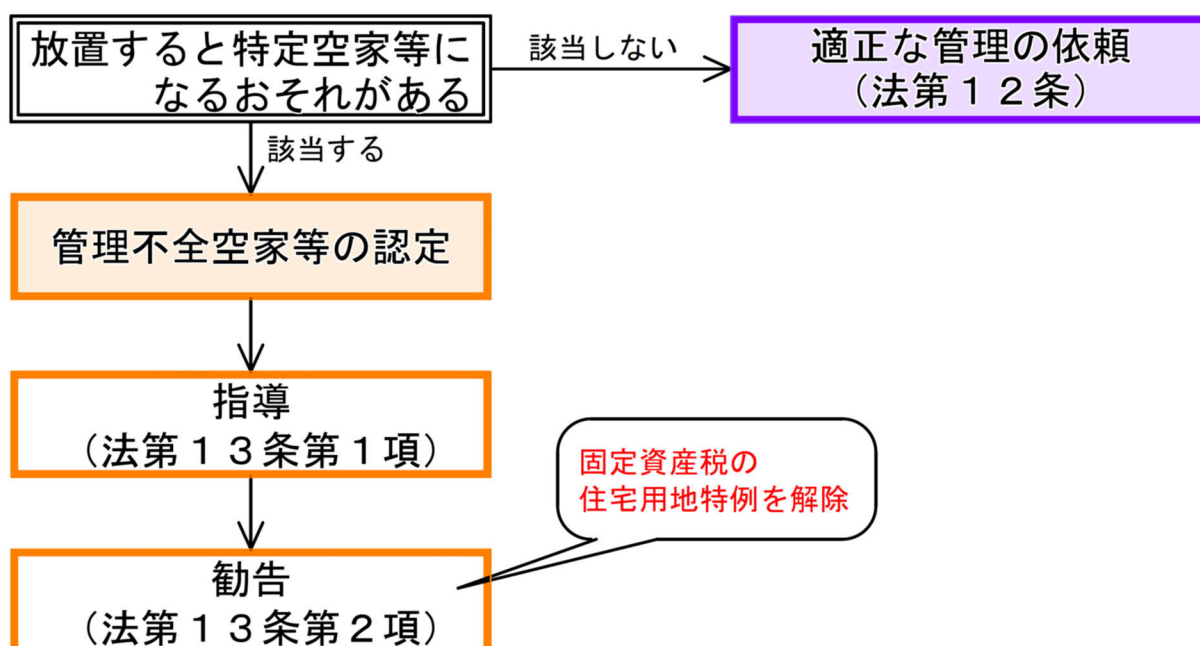 放置すると特定空家等に
なるおそれがある
該当しない
適正な管理の依頼
（法第１２条）
該当する
管理不全空家等の認定
指導
（法第１３条第１項）
固定資産税の
住宅用地特例を解除
勧告
（法第１３条第２項）